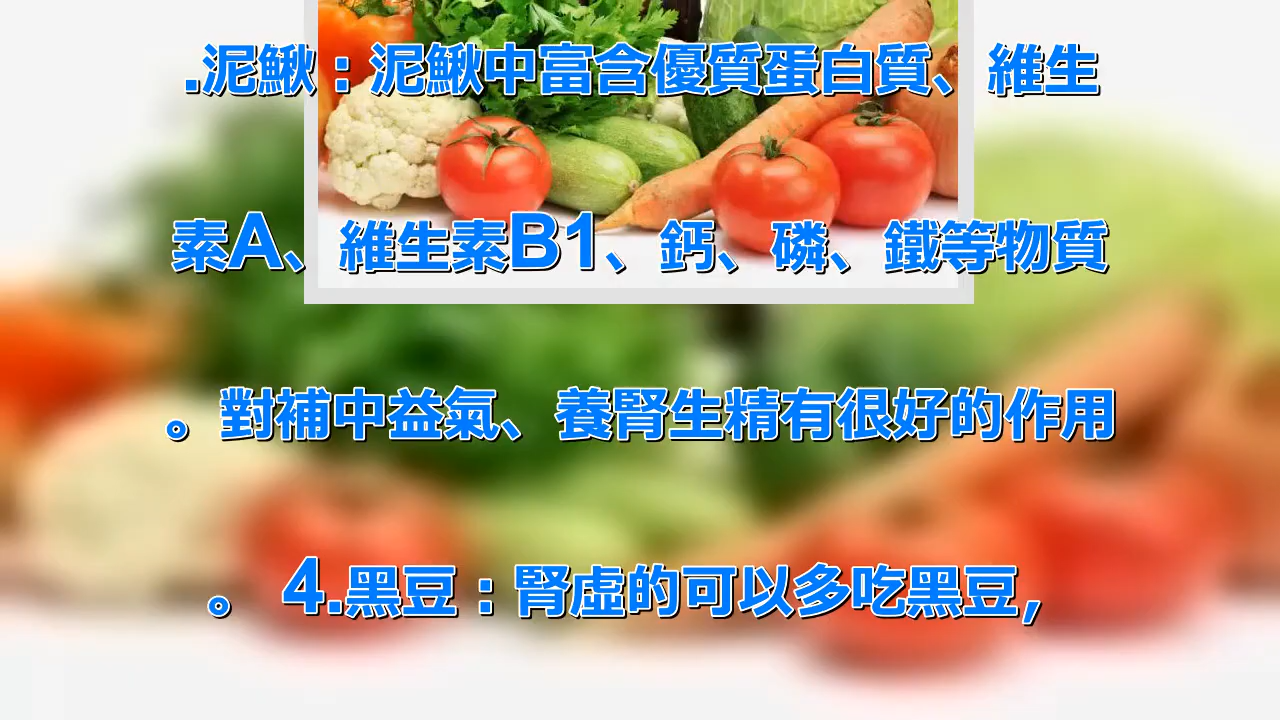 .泥鰍：泥鰍中富含優質蛋白質、維生
素A、維生素B1、鈣、磷、鐵等物質
。對補中益氣、養腎生精有很好的作用
。 4.黑豆：腎虛的可以多吃黑豆,